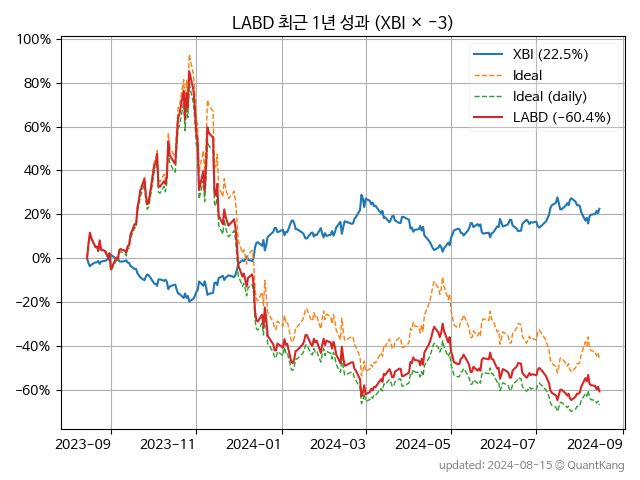 LABD 최근 1년 성과 (XBI × −3)
XBI (22.5%)
Ideal
Ideal (daily)
LABD (−60.4%)
100%
80%
60%
40%
20%
0%
−20%
−40%
−60%
2023-09 2023-11 2024-01 2024-03 2024-05 2024-07 2024-09
updated: 2024-08-15 © QuantKang